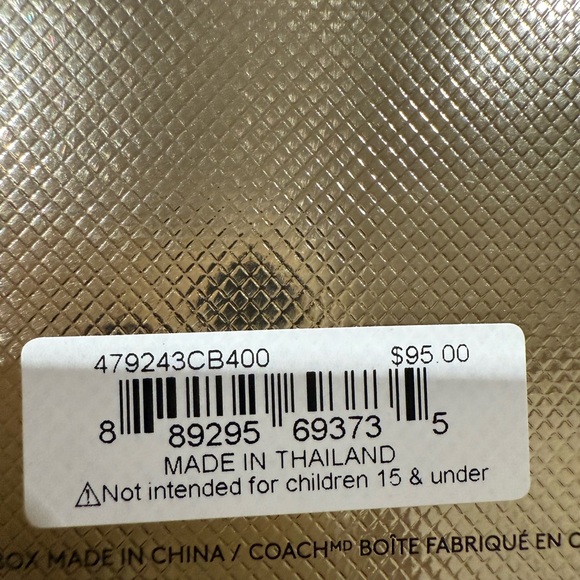 479243CB400 $95.00
8 89295 69373 5
MADE IN THAILAND
⚠Not intended for children 15 & under
BOX MADE IN CHINA / COACHᴹᴰ BOÎTE FABRIQUÉ EN